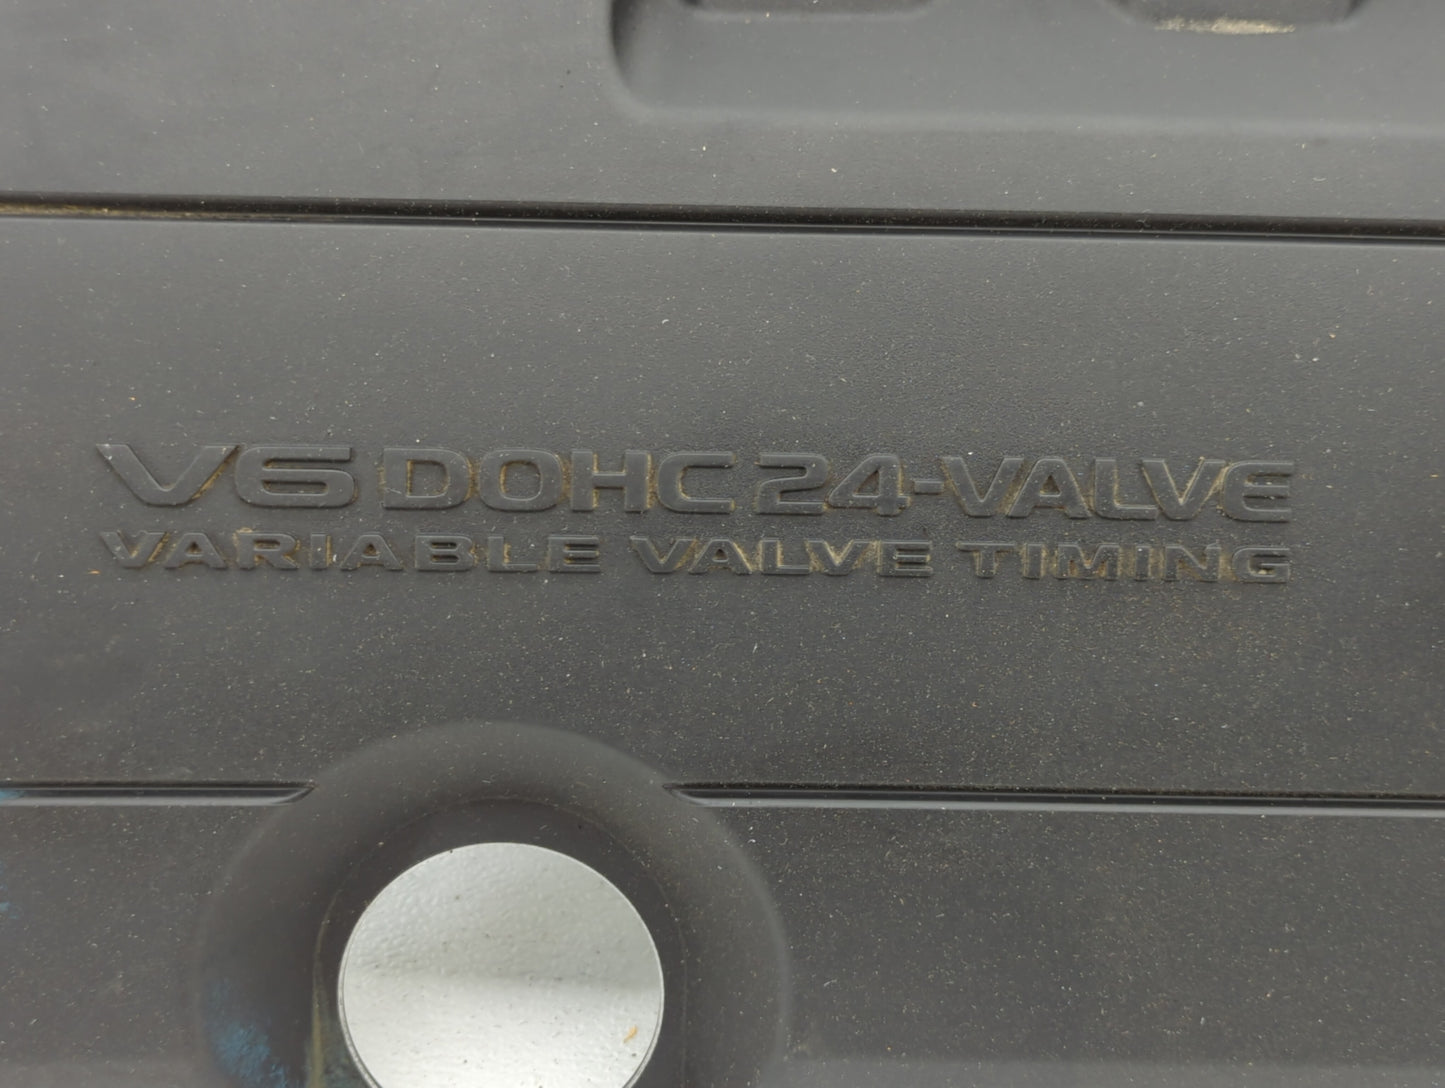 V6 DOHC 24-VALVE
VARIABLE VALVE TIMING